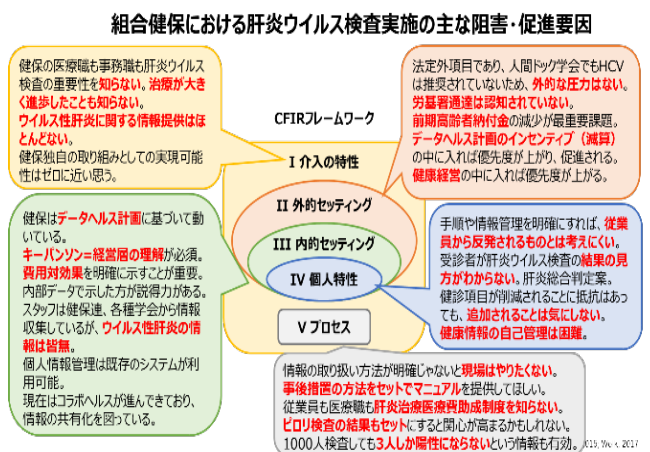 組合健保における肝炎ウイルス検査実施の主な阻害・促進要因
健保の医療職も事務職も肝炎ウイルス
検査の重要性を知らない。治療が大き
く進歩したことも知らない。
ウイルス性肝炎に関する情報提供はほ
とんどない。
健保独自の取り組みとしての実現可能
性はゼロに近い思う。
法定外項目であり、人間ドック学会でもHCV
は推奨されていないため、外的な圧力はない。
労基署通達は認知されていない。
前期高齢者納付金の減少が最重要課題。
データヘルス計画のインセンティブ（減算）
の中に入れば優先度が上がり、促進される。
健康経営の中に入れば優先度が上がる。
CFIRフレームワーク
I 介入の特性
II 外的セッティング
III 内的セッティング
IV 個人特性
V プロセス
健保はデータヘルス計画に基づいて動
いている。
キーパンソン＝経営層の理解が必須。
費用対効果を明確に示すことが重要。
内部データで示した方が説得力がある。
スタッフは健保連、各種学会から情報
収集しているが、ウイルス性肝炎の情
報は皆無。
個人情報管理は既存のシステムが利
用可能。
現在はコラボヘルスが進んできており、
情報の共有化を図っている。
手順や情報管理を明確にすれば、従業
員から反発されるものとは考えにくい。
受診者が肝炎ウイルス検査の結果の見
方がわからない。肝炎総合判定案。
健診項目が削減されることに抵抗はあっ
ても、追加されることは気にしない。
健康情報の自己管理は困難。
情報の取り扱い方法が明確じゃないと現場はやりたくない。
事後措置の方法をセットでマニュアルを提供してほしい。
従業員も医療職も肝炎治療医療費助成制度を知らない。
ピロリ検査の結果もセットにすると関心が高まるかもしれない。
1000人検査しても3人しか陽性にならないという情報も有効。
2017